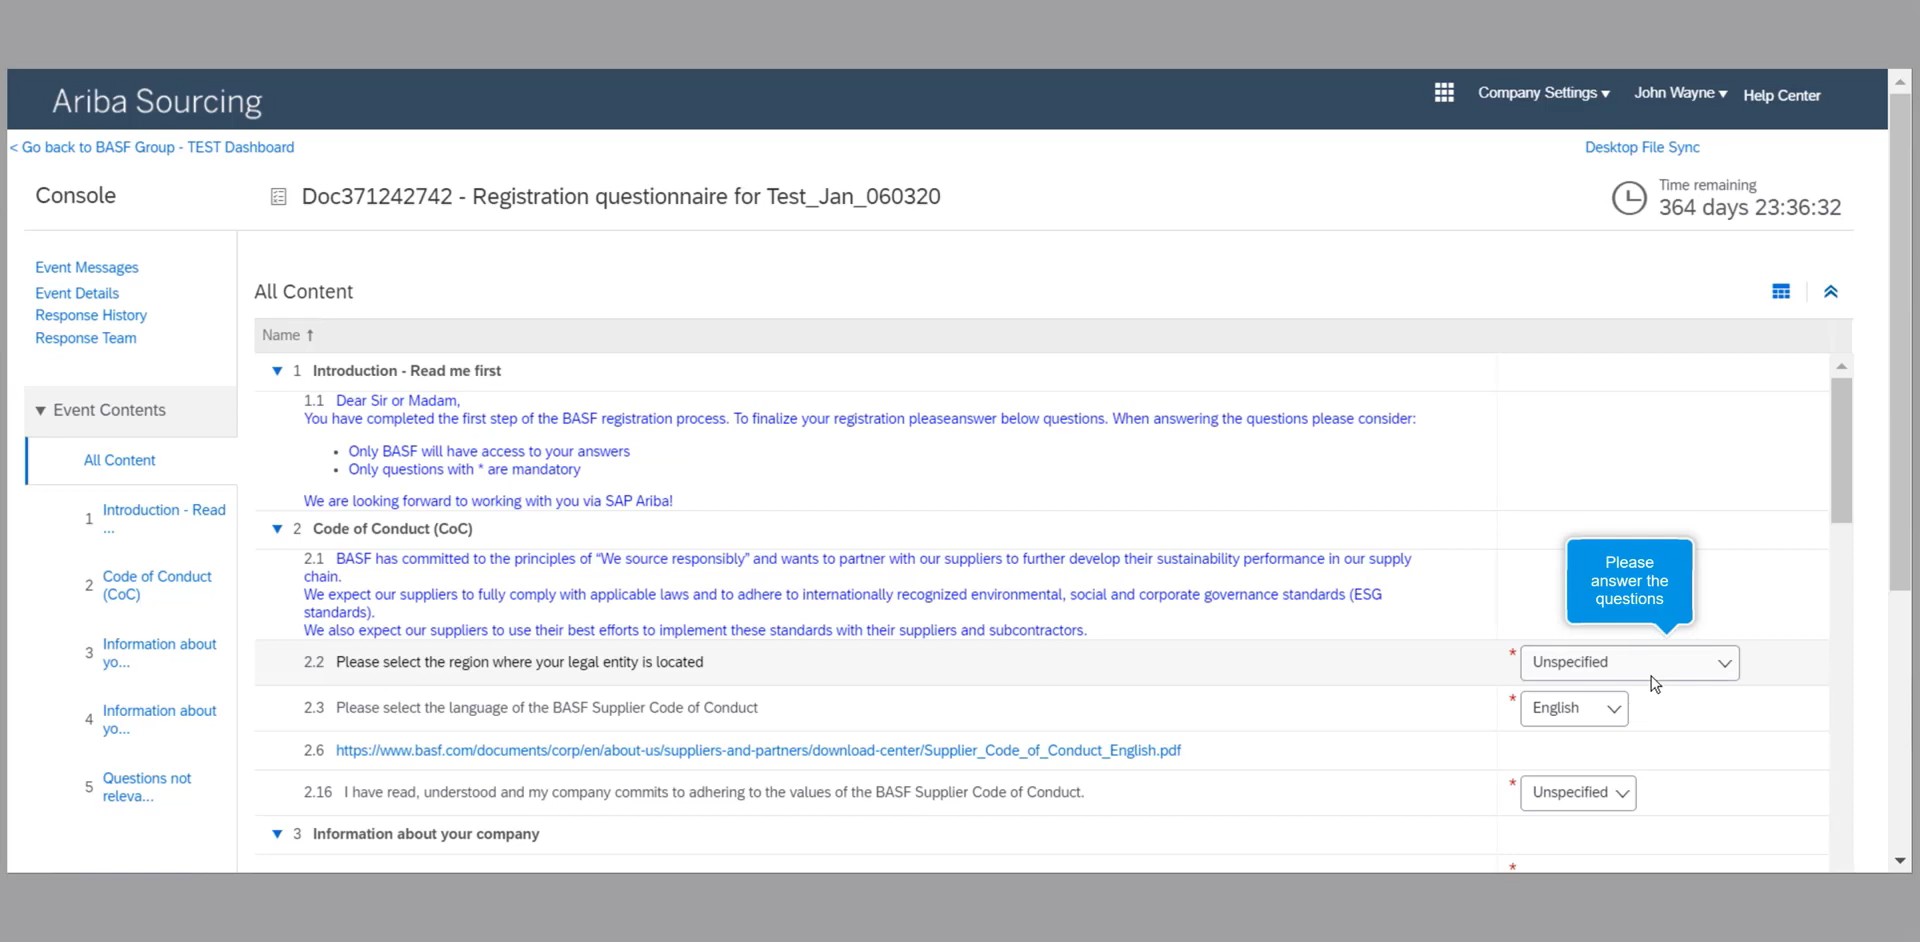 Ariba Sourcing
Company Settings ▾
John Wayne ▾
Help Center
< Go back to BASF Group - TEST Dashboard
Desktop File Sync
Console
Doc371242742 - Registration questionnaire for Test_Jan_060320
Time remaining
364 days 23:36:32
Event Messages
Event Details
Response History
Response Team
▼ Event Contents
All Content
1 Introduction - Read
...
2 Code of Conduct
(CoC)
3 Information about
yo...
4 Information about
yo...
5 Questions not
releva...
All Content
Name ↑
▼ 1 Introduction - Read me first
1.1 Dear Sir or Madam,
You have completed the first step of the BASF registration process. To finalize your registration pleaseanswer below questions. When answering the questions please consider:
• Only BASF will have access to your answers
• Only questions with * are mandatory
We are looking forward to working with you via SAP Ariba!
▼ 2 Code of Conduct (CoC)
2.1 BASF has committed to the principles of “We source responsibly” and wants to partner with our suppliers to further develop their sustainability performance in our supply
chain.
We expect our suppliers to fully comply with applicable laws and to adhere to internationally recognized environmental, social and corporate governance standards (ESG
standards).
We also expect our suppliers to use their best efforts to implement these standards with their suppliers and subcontractors.
Please
answer the
questions
2.2 Please select the region where your legal entity is located
* Unspecified
2.3 Please select the language of the BASF Supplier Code of Conduct
* English
2.6 https://www.basf.com/documents/corp/en/about-us/suppliers-and-partners/download-center/Supplier_Code_of_Conduct_English.pdf
2.16 I have read, understood and my company commits to adhering to the values of the BASF Supplier Code of Conduct.
* Unspecified
▼ 3 Information about your company
*